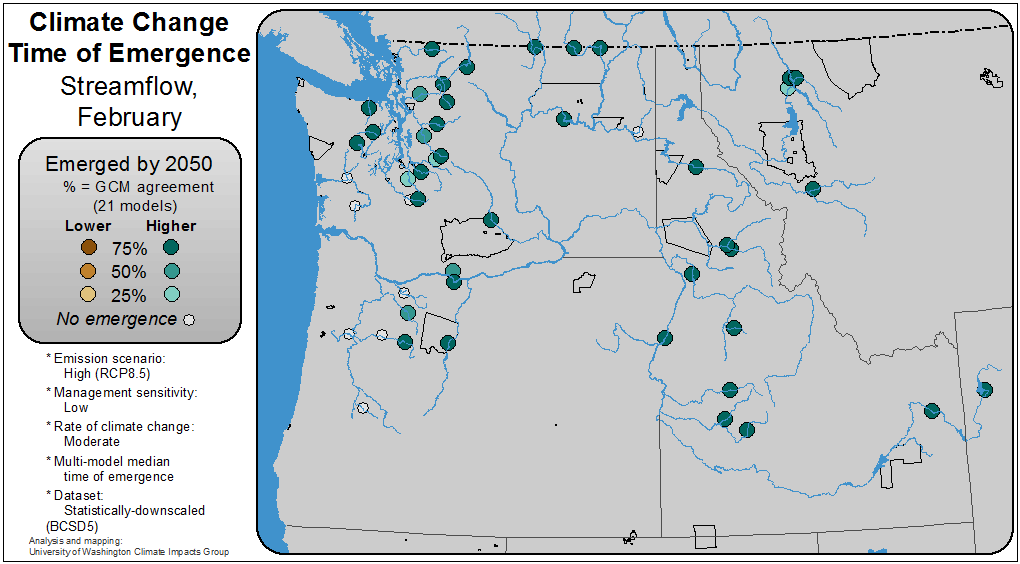 Climate Change
Time of Emergence
Streamflow,
February
Emerged by 2050
% = GCM agreement
(21 models)
Lower Higher
75%
50%
25%
No emergence
* Emission scenario:
High (RCP8.5)
* Management sensitivity:
Low
* Rate of climate change:
Moderate
* Multi-model median
time of emergence
* Dataset:
Statistically-downscaled
(BCSD5)
Analysis and mapping:
University of Washington Climate Impacts Group